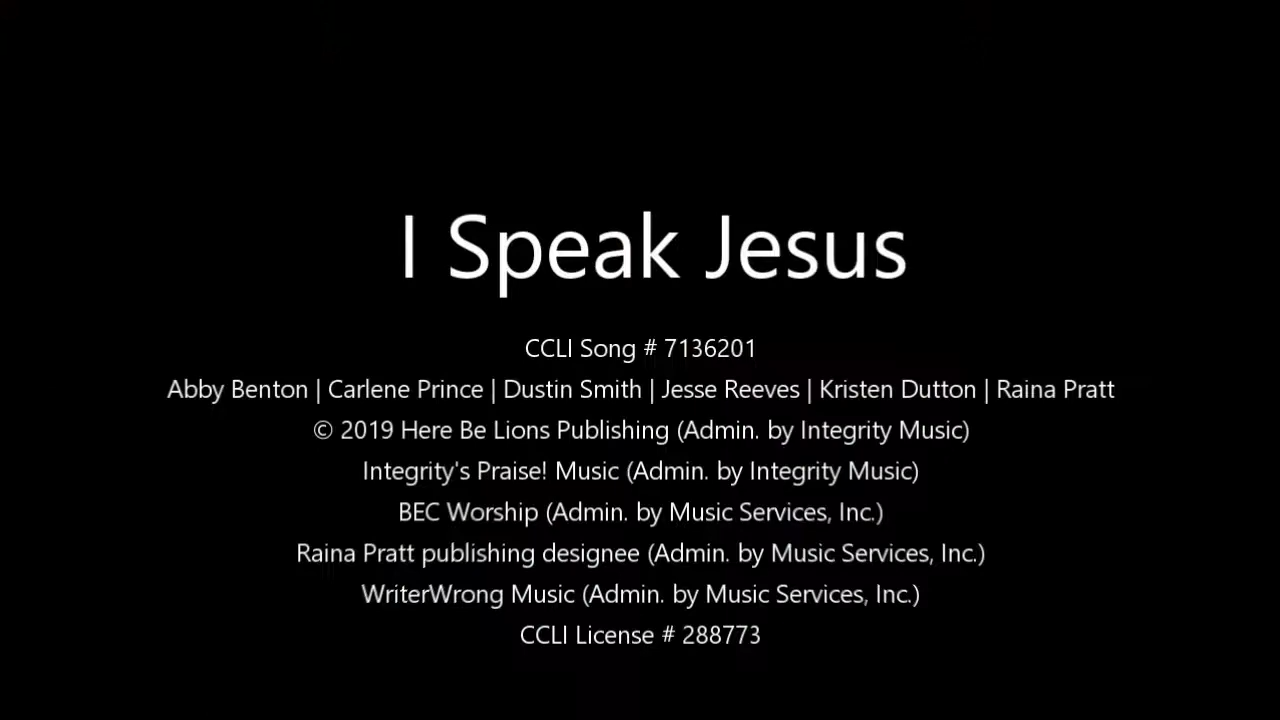 I Speak Jesus
CCLI Song # 7136201
Abby Benton | Carlene Prince | Dustin Smith | Jesse Reeves | Kristen Dutton | Raina Pratt
© 2019 Here Be Lions Publishing (Admin. by Integrity Music)
Integrity's Praise! Music (Admin. by Integrity Music)
BEC Worship (Admin. by Music Services, Inc.)
Raina Pratt publishing designee (Admin. by Music Services, Inc.)
WriterWrong Music (Admin. by Music Services, Inc.)
CCLI License # 288773